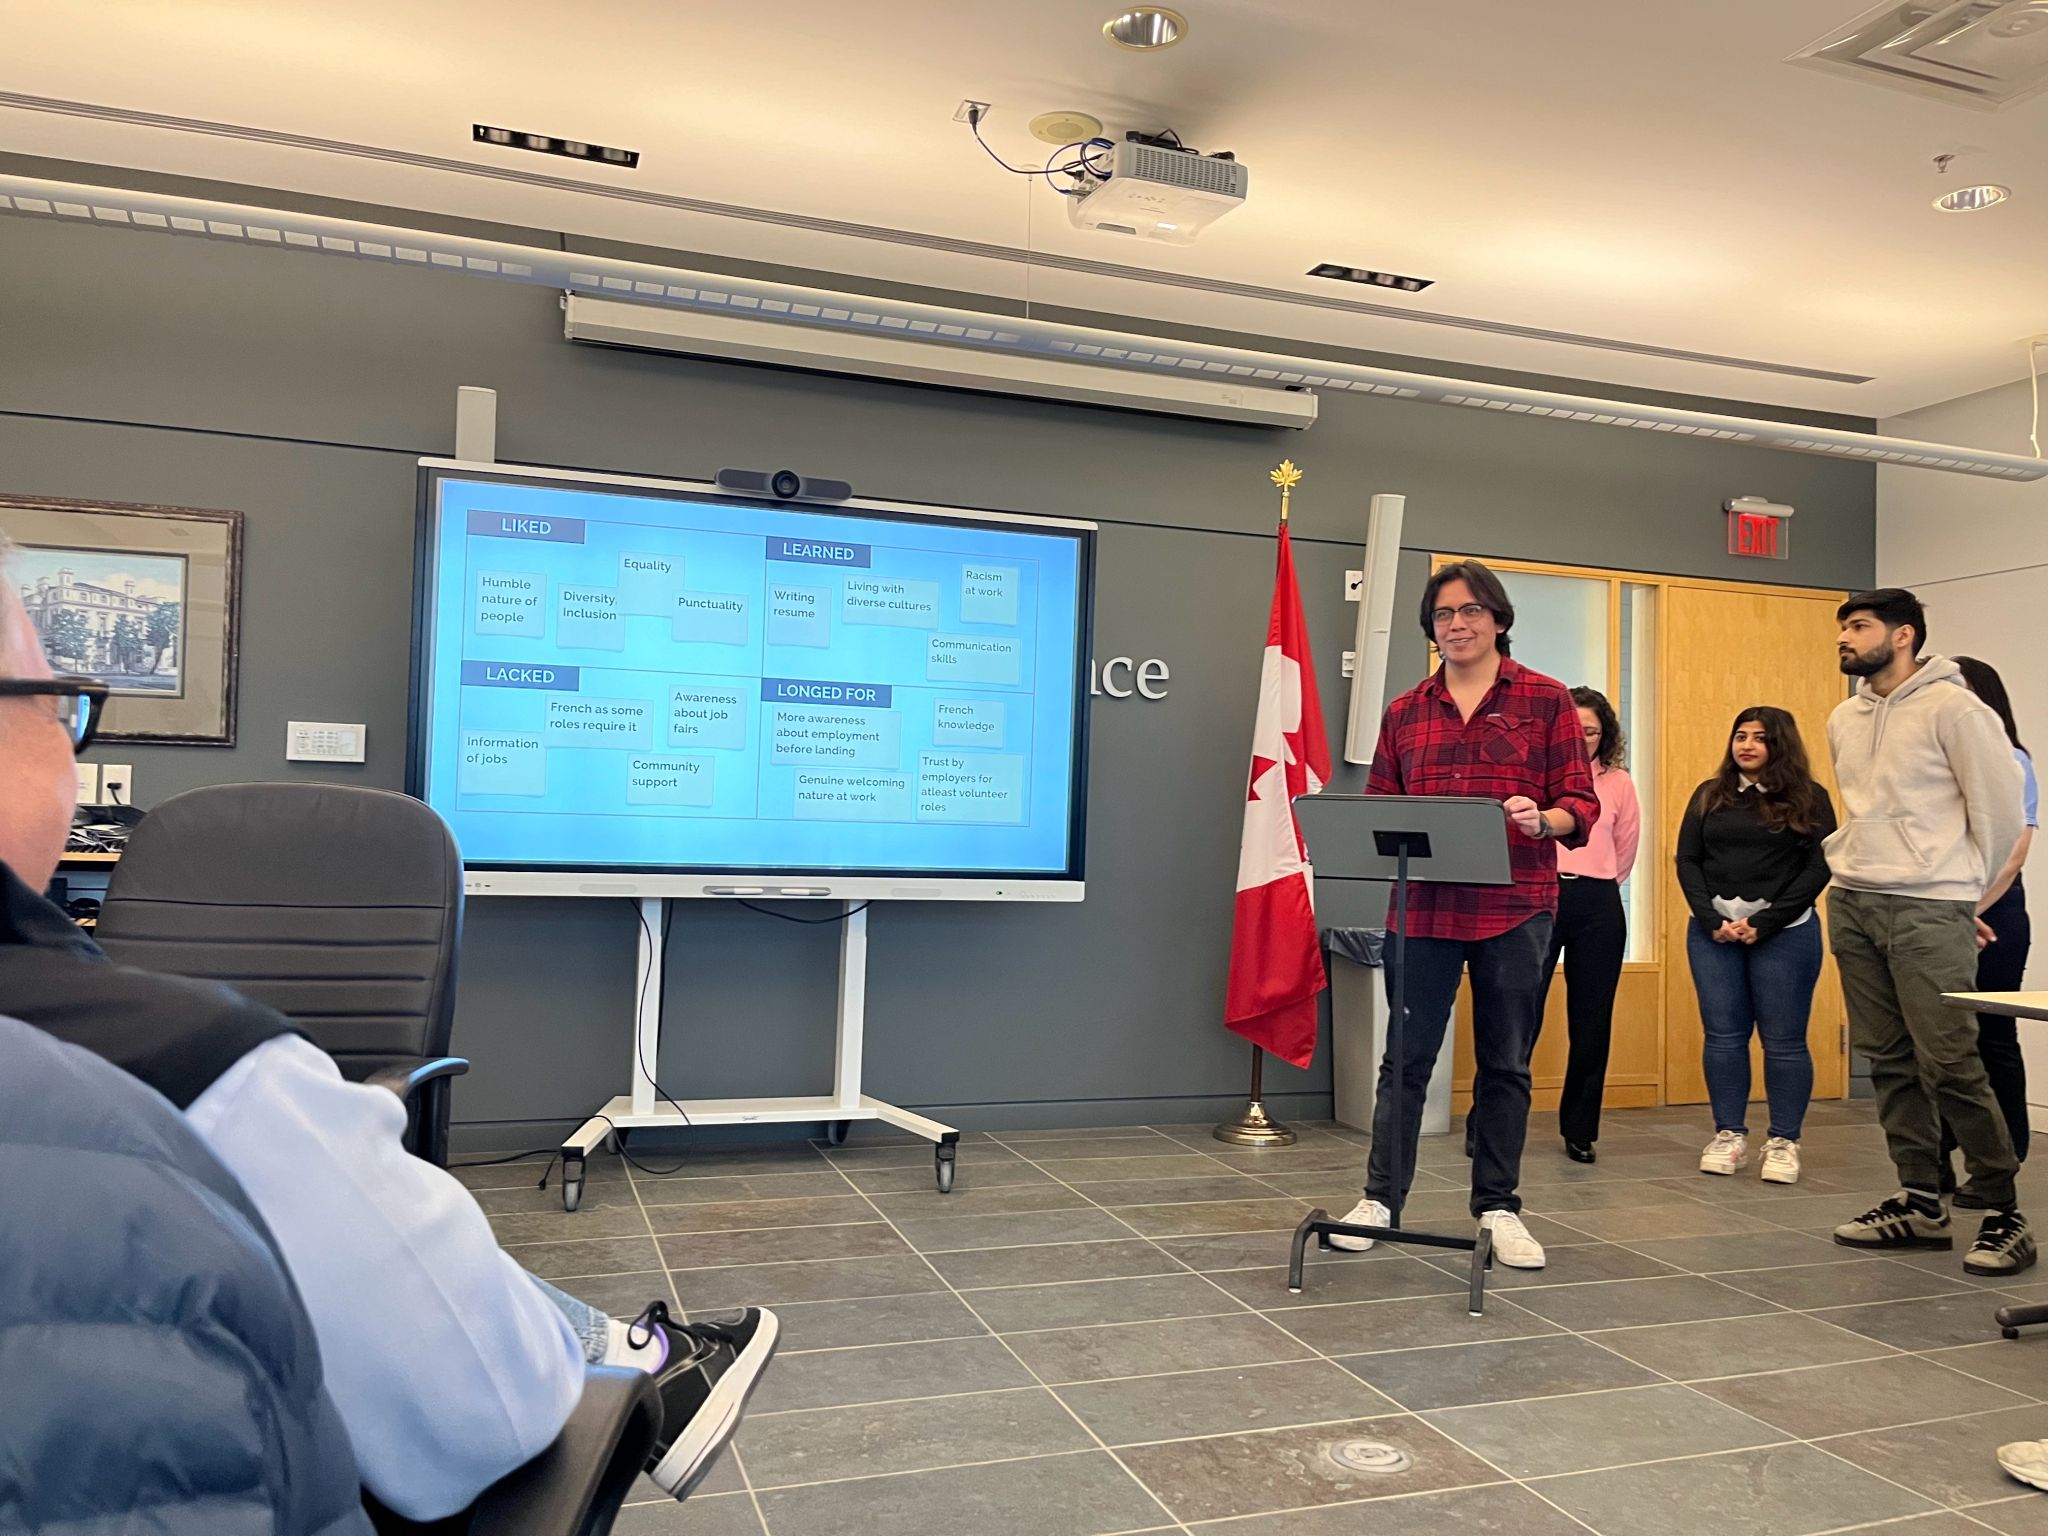 LIKED
Humble
nature of
people
Diversity,
Inclusion
Equality
Punctuality
LEARNED
Writing
resume
Living with
diverse cultures
Racism
at work
Communication
skills
LACKED
Information
of jobs
French as some
roles require it
Awareness
about job
fairs
Community
support
LONGED FOR
More awareness
about employment
before landing
French
knowledge
Genuine welcoming
nature at work
Trust by
employers for
atleast volunteer
roles
nce
EXIT